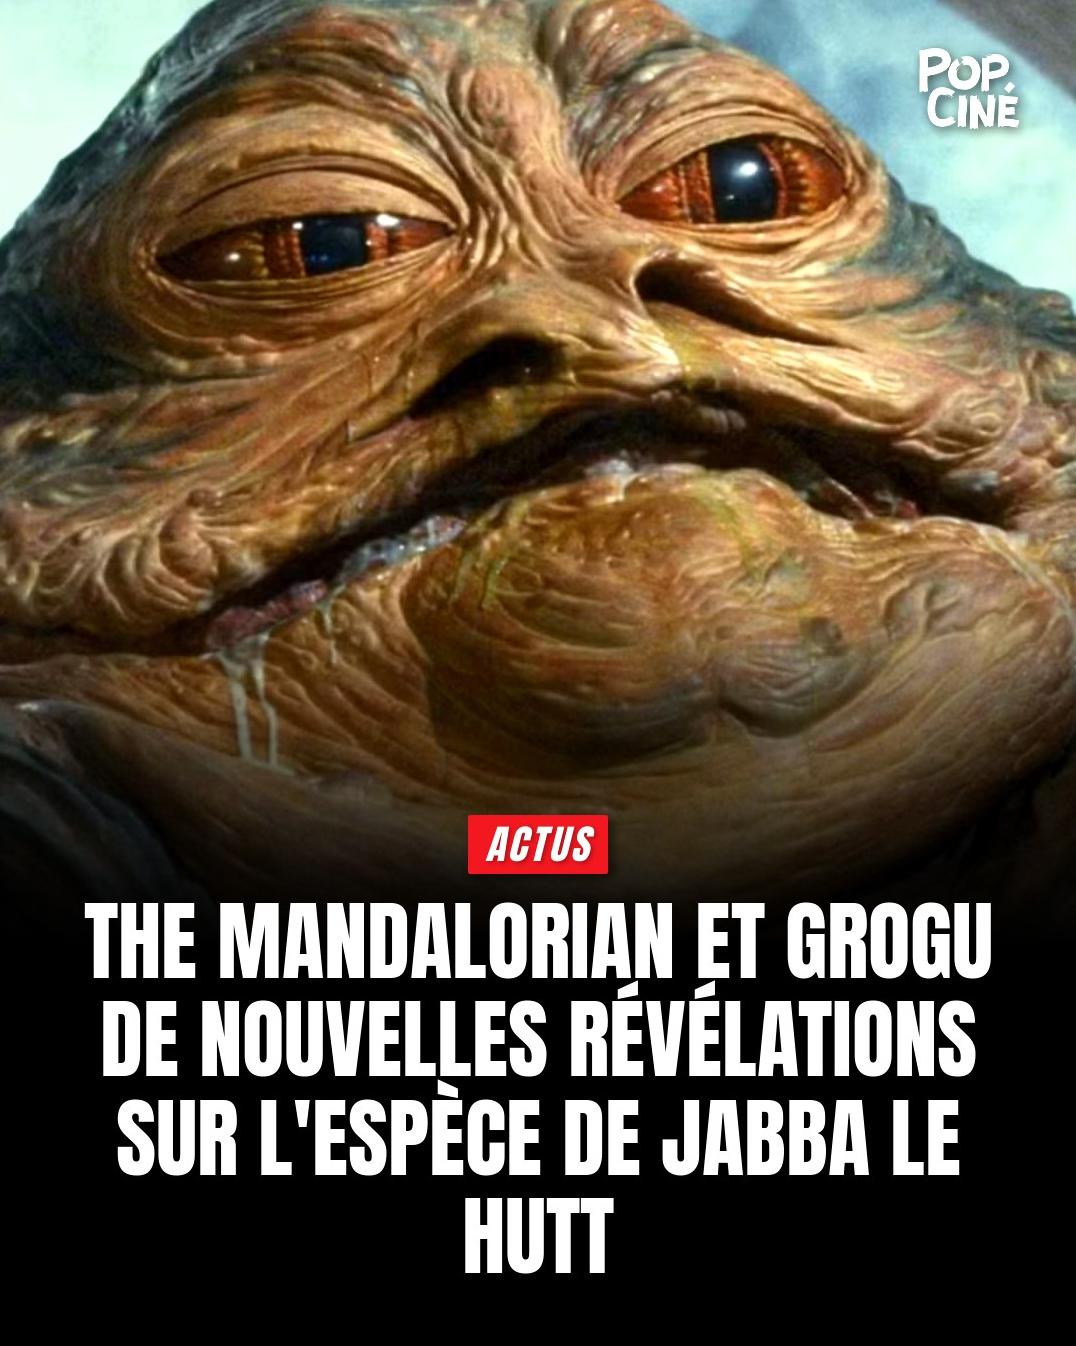 POP.
CINÉ
ACTUS
THE MANDALORIAN ET GROGU
DE NOUVELLES RÉVÉLATIONS
SUR L'ESPÈCE DE JABBA LE
HUTT